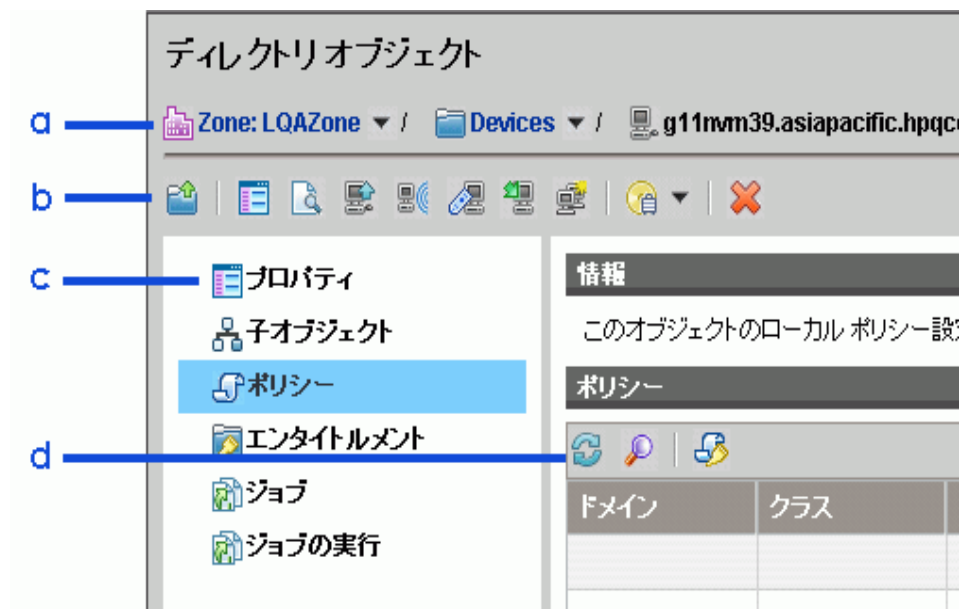 ディレクトリオブジェクト
a Zone: LQAZone / Devices / g11nvm39.asiapacific.hpqc
b
c プロパティ 情報
子オブジェクト このオブジェクトのローカル ポリシー設
ポリシー ポリシー
エンタイトルメント
d
ジョブ ドメイン クラス
ジョブの実行